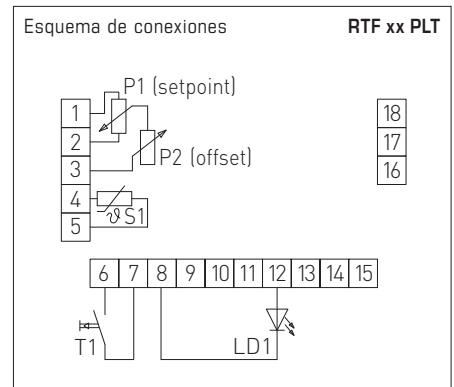 Esquema de conexiones RTF xx PLT
P1 (setpoint)
1
2
3
4
5
P2 (offset)
ϑ S1
18
17
16
6 7 8 9 10 11 12 13 14 15
T1
LD1